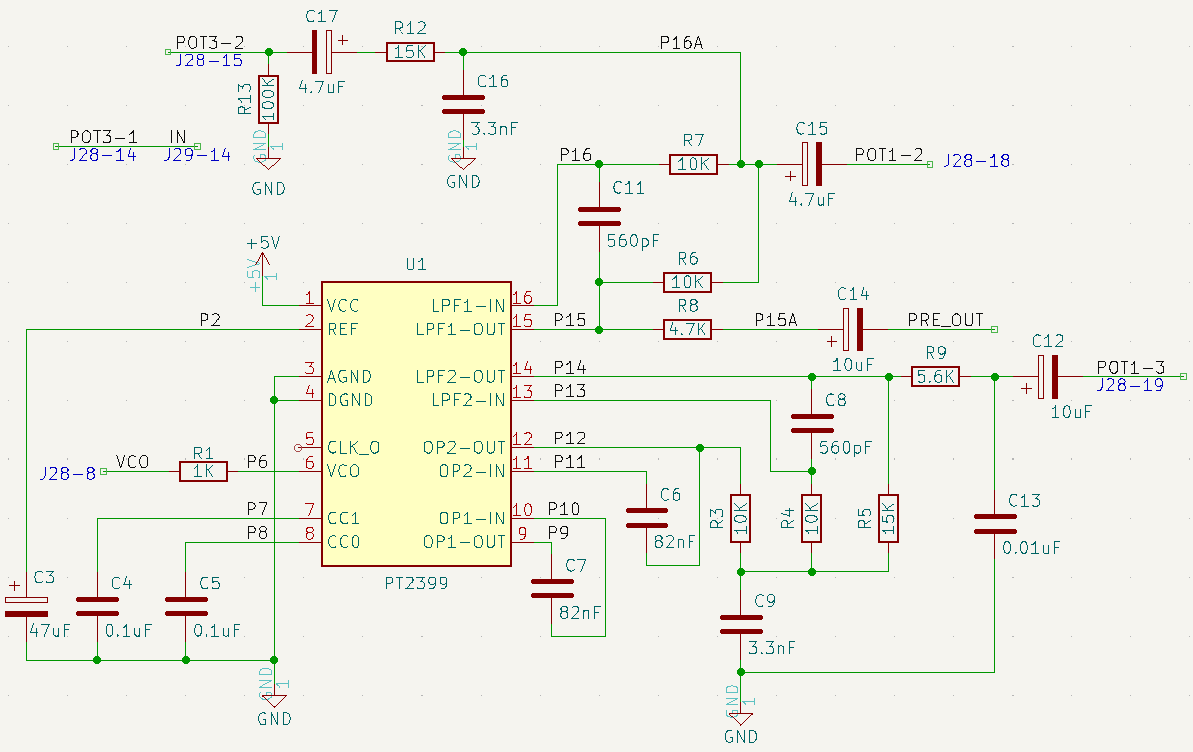 C17
R12
POT3-2
+
15K
P16A
J28-15
R13
100K
4.7uF
C16
3.3nF
GND
1
GND
GND
1
GND
POT3-1
IN
J28-14
J29-14
C15
R7
P16
10K
+
POT1-2
J28-18
4.7uF
C11
560pF
+5V
+5V
1
R6
10K
U1
C14
R8
1
VCC
LPF1-IN
16
P2
2
REF
LPF1-OUT
15
P15
4.7K
P15A
+
PRE_OUT
C12
10uF
R9
3
AGND
LPF2-OUT
14
P14
5.6K
+
POT1-3
J28-19
4
DGND
LPF2-IN
13
P13
C8
10uF
560pF
5
CLK_O
OP2-OUT
12
P12
J28-8
VCO
R1
1K
P6
6
VCO
OP2-IN
11
P11
C6
82nF
R3
10K
R4
10K
R5
15K
C13
0.01uF
P7
7
CC1
OP1-IN
10
P10
P8
8
CC0
OP1-OUT
9
P9
C7
82nF
PT2399
+
C3
47uF
C4
0.1uF
C5
0.1uF
C9
3.3nF
GND
1
GND
GND
1
GND